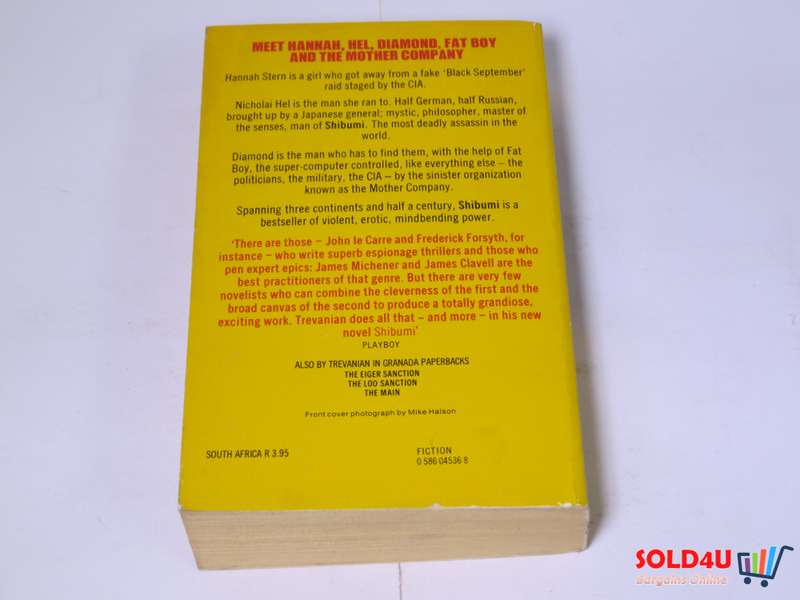 MEET HANNAH, HEL, DIAMOND, FAT BOY
AND THE MOTHER COMPANY
Hannah Stern is a girl who got away from a fake 'Black September'
raid staged by the CIA.
Nicholai Hel is the man she ran to. Half German, half Russian,
brought up by a Japanese general; mystic, philosopher, master of
the senses, man of Shibumi. The most deadly assassin in the
world.
Diamond is the man who has to find them, with the help of Fat
Boy, the super-computer controlled, like everything else – the
politicians, the military, the CIA – by the sinister organization
known as the Mother Company.
Spanning three continents and half a century, Shibumi is a
bestseller of violent, erotic, mindbending power.
'There are those – John le Carre and Frederick Forsyth, for
instance – who write superb espionage thrillers and those who
pen expert epics: James Michener and James Clavell are the
best practitioners of that genre. But there are very few
novelists who can combine the cleverness of the first and the
broad canvas of the second to produce a totally grandiose,
exciting work. Trevanian does all that – and more – in his new
novel Shibumi'
PLAYBOY
ALSO BY TREVANIAN IN GRANADA PAPERBACKS
THE EIGER SANCTION
THE LOO SANCTION
THE MAIN
Front cover photograph by Mike Halson
SOUTH AFRICA R 3.95
FICTION
0 586 04536 8
SOLD4U
Bargains Online